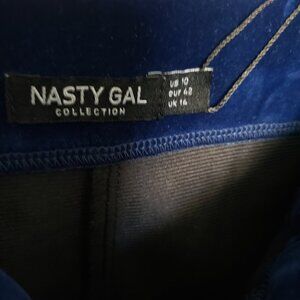 NASTY GAL
COLLECTION
US 10
EUR 42
UK 14